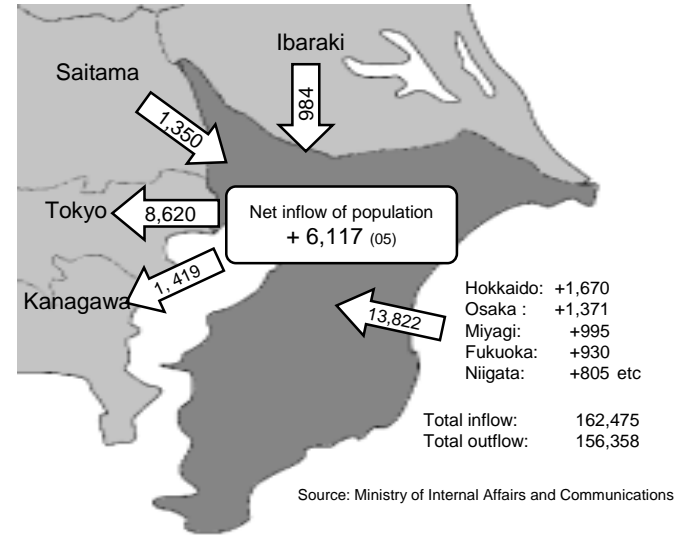 Ibaraki
Saitama
984
1,350
Tokyo
8,620
Net inflow of population
+ 6,117 (05)
1, 419
Kanagawa
13,822
Hokkaido: +1,670
Osaka : +1,371
Miyagi: +995
Fukuoka: +930
Niigata: +805 etc
Total inflow: 162,475
Total outflow: 156,358
Source: Ministry of Internal Affairs and Communications